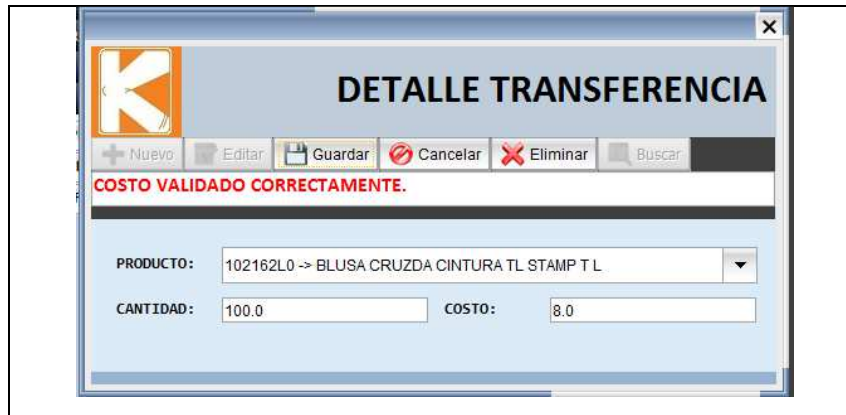 DETALLE TRANSFERENCIA
Nuevo Editar Guardar Cancelar Eliminar Buscar
COSTO VALIDADO CORRECTAMENTE.
PRODUCTO: 102162L0 -> BLUSA CRUZDA CINTURA TL STAMP T L
CANTIDAD: 100.0 COSTO: 8.0